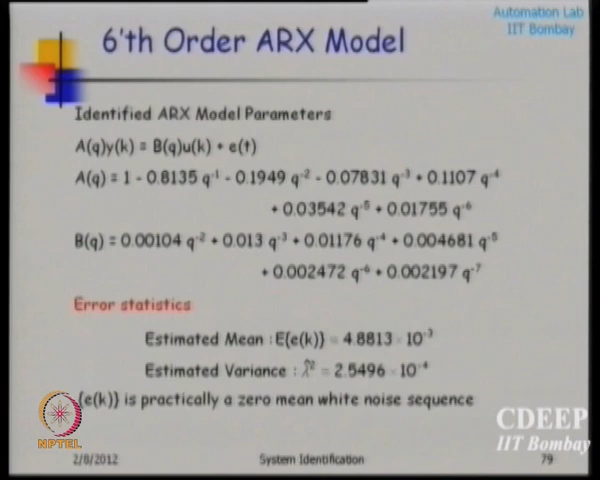 Automation Lab
IIT Bombay
6'th Order ARX Model
Identified ARX Model Parameters
A(q)y(k) = B(q)u(k) + e(t)
A(q) = 1 - 0.8135 q⁻¹ - 0.1949 q⁻² - 0.07831 q⁻³ + 0.1107 q⁻⁴
+ 0.03542 q⁻⁵ + 0.01755 q⁻⁶
B(q) = 0.00104 q⁻² + 0.013 q⁻³ + 0.01176 q⁻⁴ + 0.004681 q⁻⁵
+ 0.002472 q⁻⁶ + 0.002197 q⁻⁷
Error statistics
Estimated Mean : E{e(k)} = 4.8813 × 10⁻³
Estimated Variance : λ̂² = 2.5496 × 10⁻⁴
{e(k)} is practically a zero mean white noise sequence
NPTEL
CDEEP
IIT Bombay
2/8/2012 System Identification 79